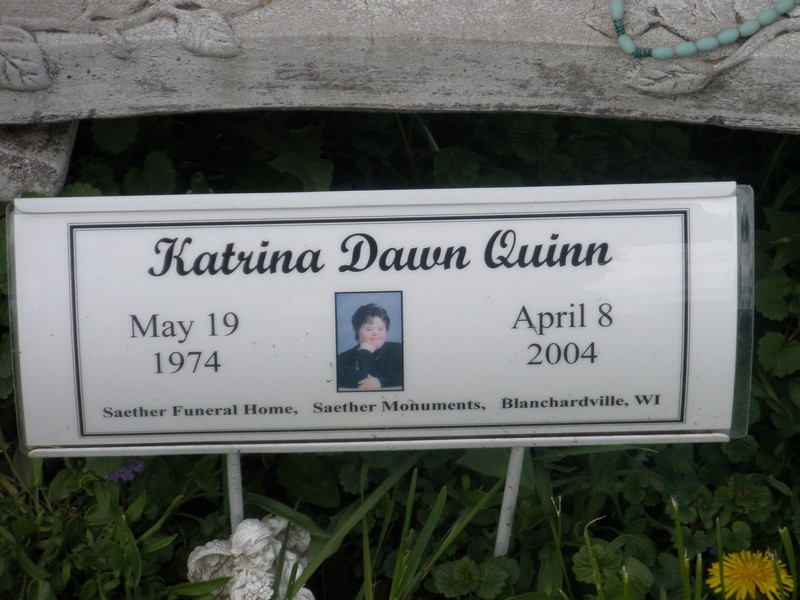 Katrina Dawn Quinn
May 19
1974
April 8
2004
Saether Funeral Home, Saether Monuments, Blanchardville, WI